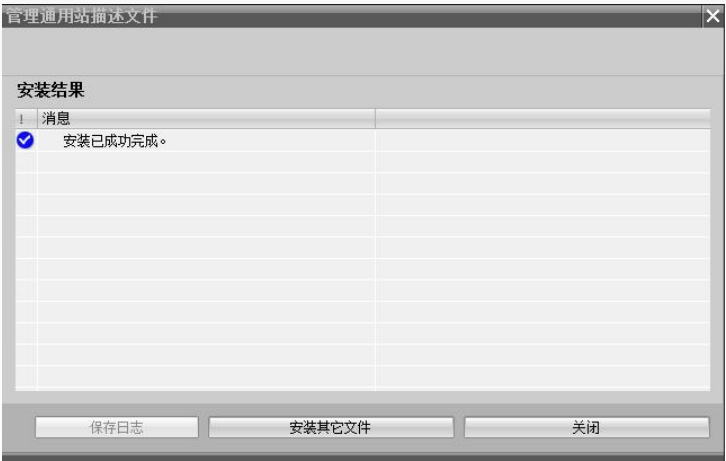 管理通用站描述文件
安装结果
! 消息
安装已成功完成。
保存日志 安装其它文件 关闭